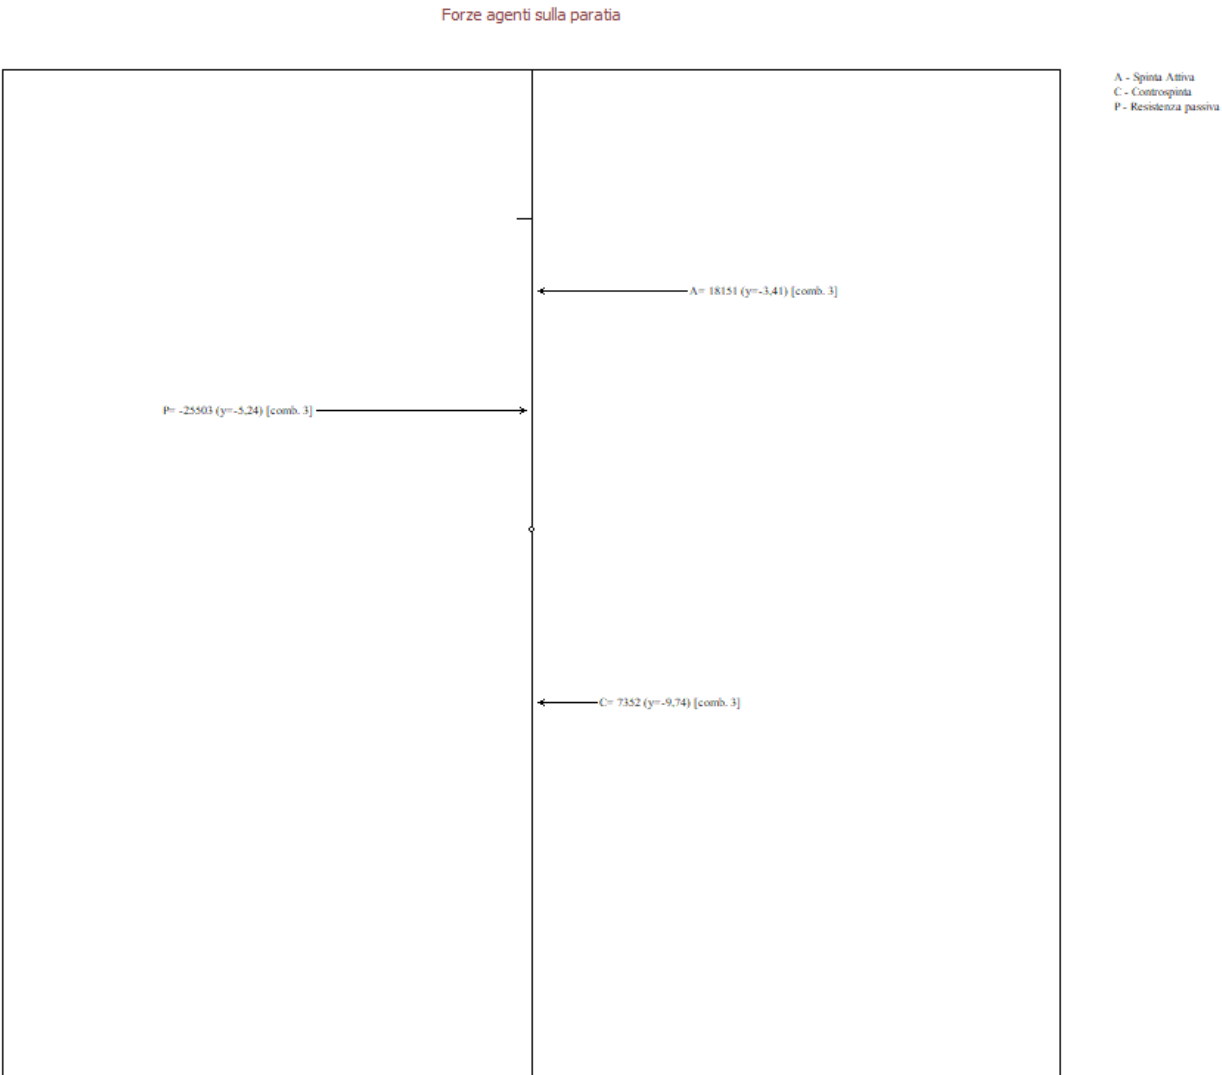 Forze agenti sulla paratia
A - Spinta Attiva
C - Controspinta
P - Resistenza passiva
A= 18151 (y=-3,41) [comb. 3]
P= -25503 (y=-5,24) [comb. 3]
C= 7352 (y=-9,74) [comb. 3]